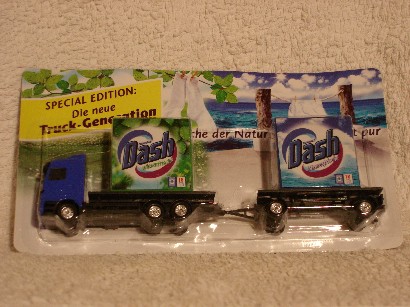 SPECIAL EDITION:
Die neue
Truck-Generation
che der Natur
pur
Dash
Dash